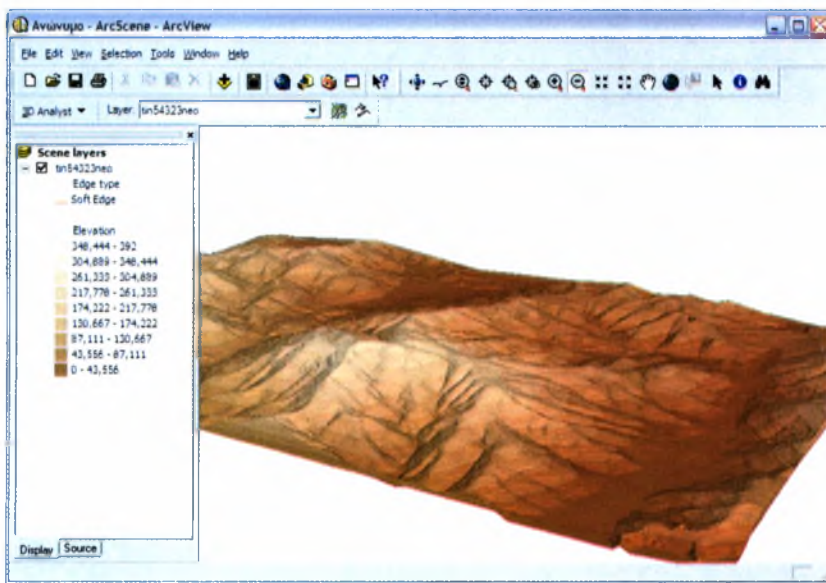 Ανώνυμο - ArcScene - ArcView
File Edit View Selection Tools Window Help
3D Analyst Layer: tin54323neo
Scene layers
tin54323neo
Edge type
Soft Edge
Elevation
348,444 - 392
304,889 - 348,444
261,333 - 304,889
217,778 - 261,333
174,222 - 217,778
130,667 - 174,222
87,111 - 130,667
43,556 - 87,111
0 - 43,556
Display Source